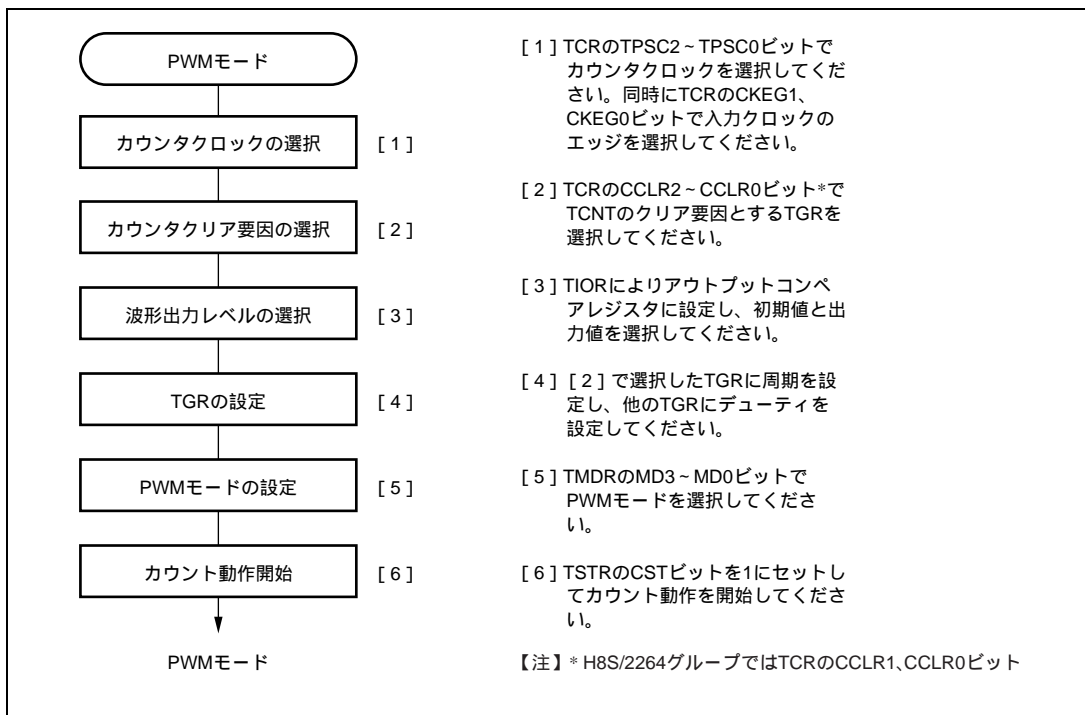 PWMモード
カウンタクロックの選択 [1]
カウンタクリア要因の選択 [2]
波形出力レベルの選択 [3]
TGRの設定 [4]
PWMモードの設定 [5]
カウント動作開始 [6]
PWMモード
[1] TCRのTPSC2~TPSC0ビットで
カウンタクロックを選択してくだ
さい。同時にTCRのCKEG1、
CKEG0ビットで入力クロックの
エッジを選択してください。
[2] TCRのCCLR2~CCLR0ビット*で
TCNTのクリア要因とするTGRを
選択してください。
[3] TIORによりアウトプットコンペ
アレジスタに設定し、初期値と出
力値を選択してください。
[4] [2]で選択したTGRに周期を設
定し、他のTGRにデューティを
設定してください。
[5] TMDRのMD3~MD0ビットで
PWMモードを選択してくださ
い。
[6] TSTRのCSTビットを1にセットし
てカウント動作を開始してくださ
い。
【注】* H8S/2264グループではTCRのCCLR1、CCLR0ビット